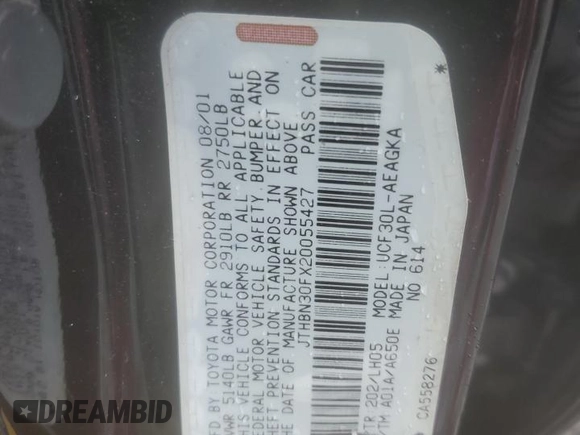 MFD BY TOYOTA MOTOR CORPORATION 08/01
GVWR 5140LB GAWR FR 2910LB RR 2750LB
THIS VEHICLE CONFORMS TO ALL APPLICABLE
FEDERAL MOTOR VEHICLE SAFETY, BUMPER AND
THEFT PREVENTION STANDARDS IN EFFECT ON
THE DATE OF MANUFACTURE SHOWN ABOVE.
JTHBN30FX20055427 PASS CAR
*
C/TR 202/LH05 MODEL:UCF30L-AEAGKA
A/TM A01A/A650E MADE IN JAPAN
NO 614
CA558276
DREAMBID